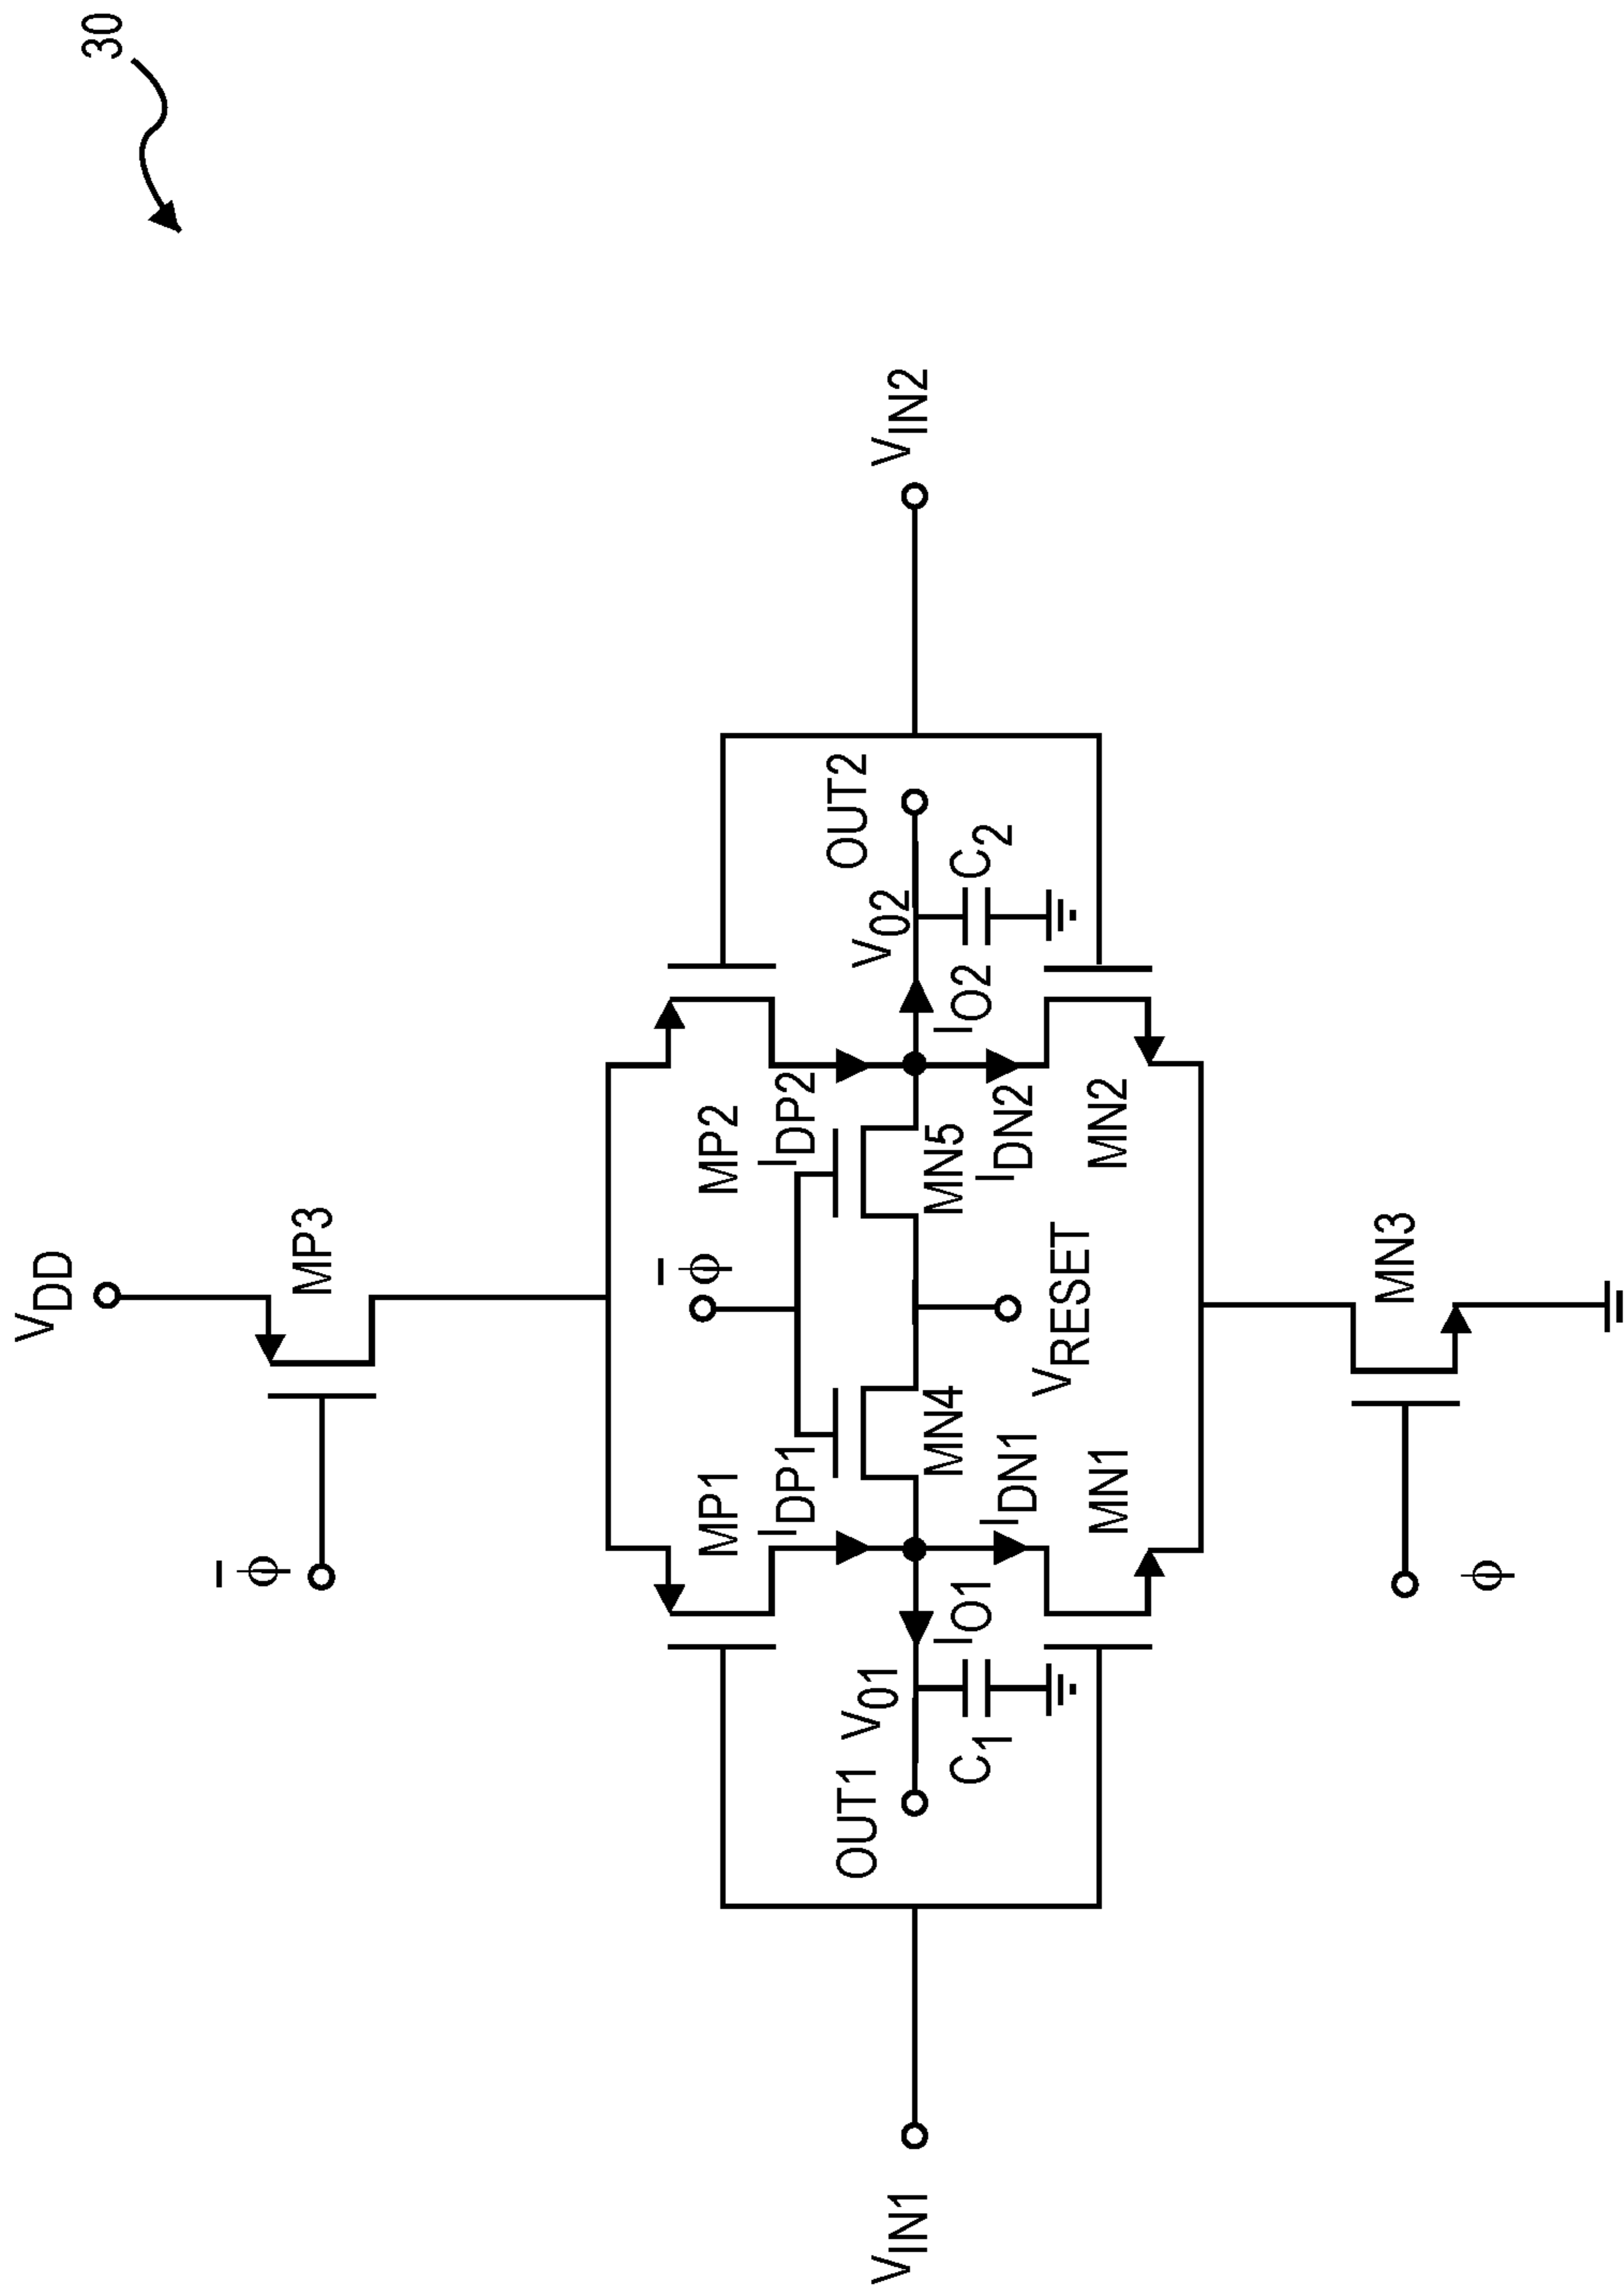 30
VDD
MP3
φ̅
φ̅
MP1
MP2
IDP1
IDP2
MN4
MN5
VRESET
OUT1
V01
IO1
C1
V02
IO2
C2
OUT2
VIN1
VIN2
IDN1
IDN2
MN1
MN2
MN3
φ